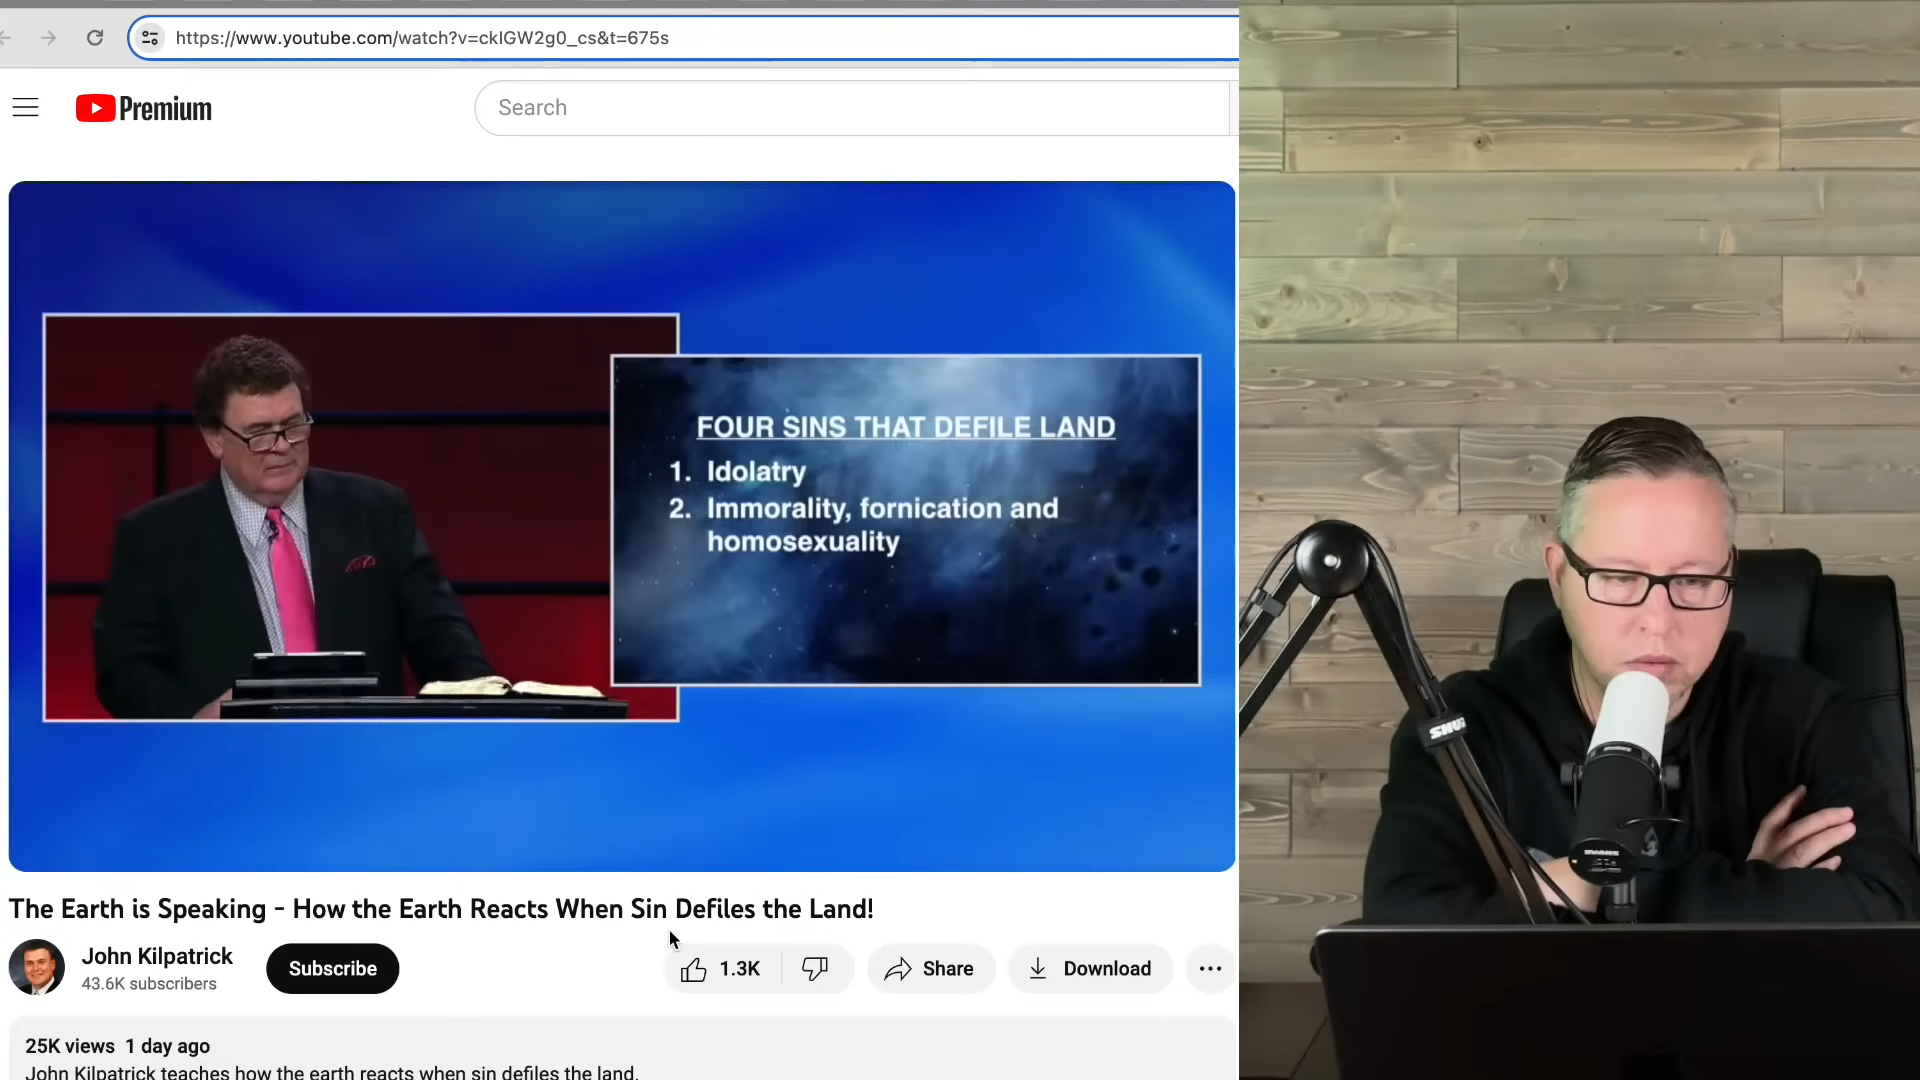 https://www.youtube.com/watch?v=ckIGW2g0_cs&t=675s
Premium
Search
FOUR SINS THAT DEFILE LAND
1. Idolatry
2. Immorality, fornication and
homosexuality
The Earth is Speaking - How the Earth Reacts When Sin Defiles the Land!
John Kilpatrick
43.6K subscribers
Subscribe
1.3K
Share
Download
25K views 1 day ago
John Kilpatrick teaches how the earth reacts when sin defiles the land.